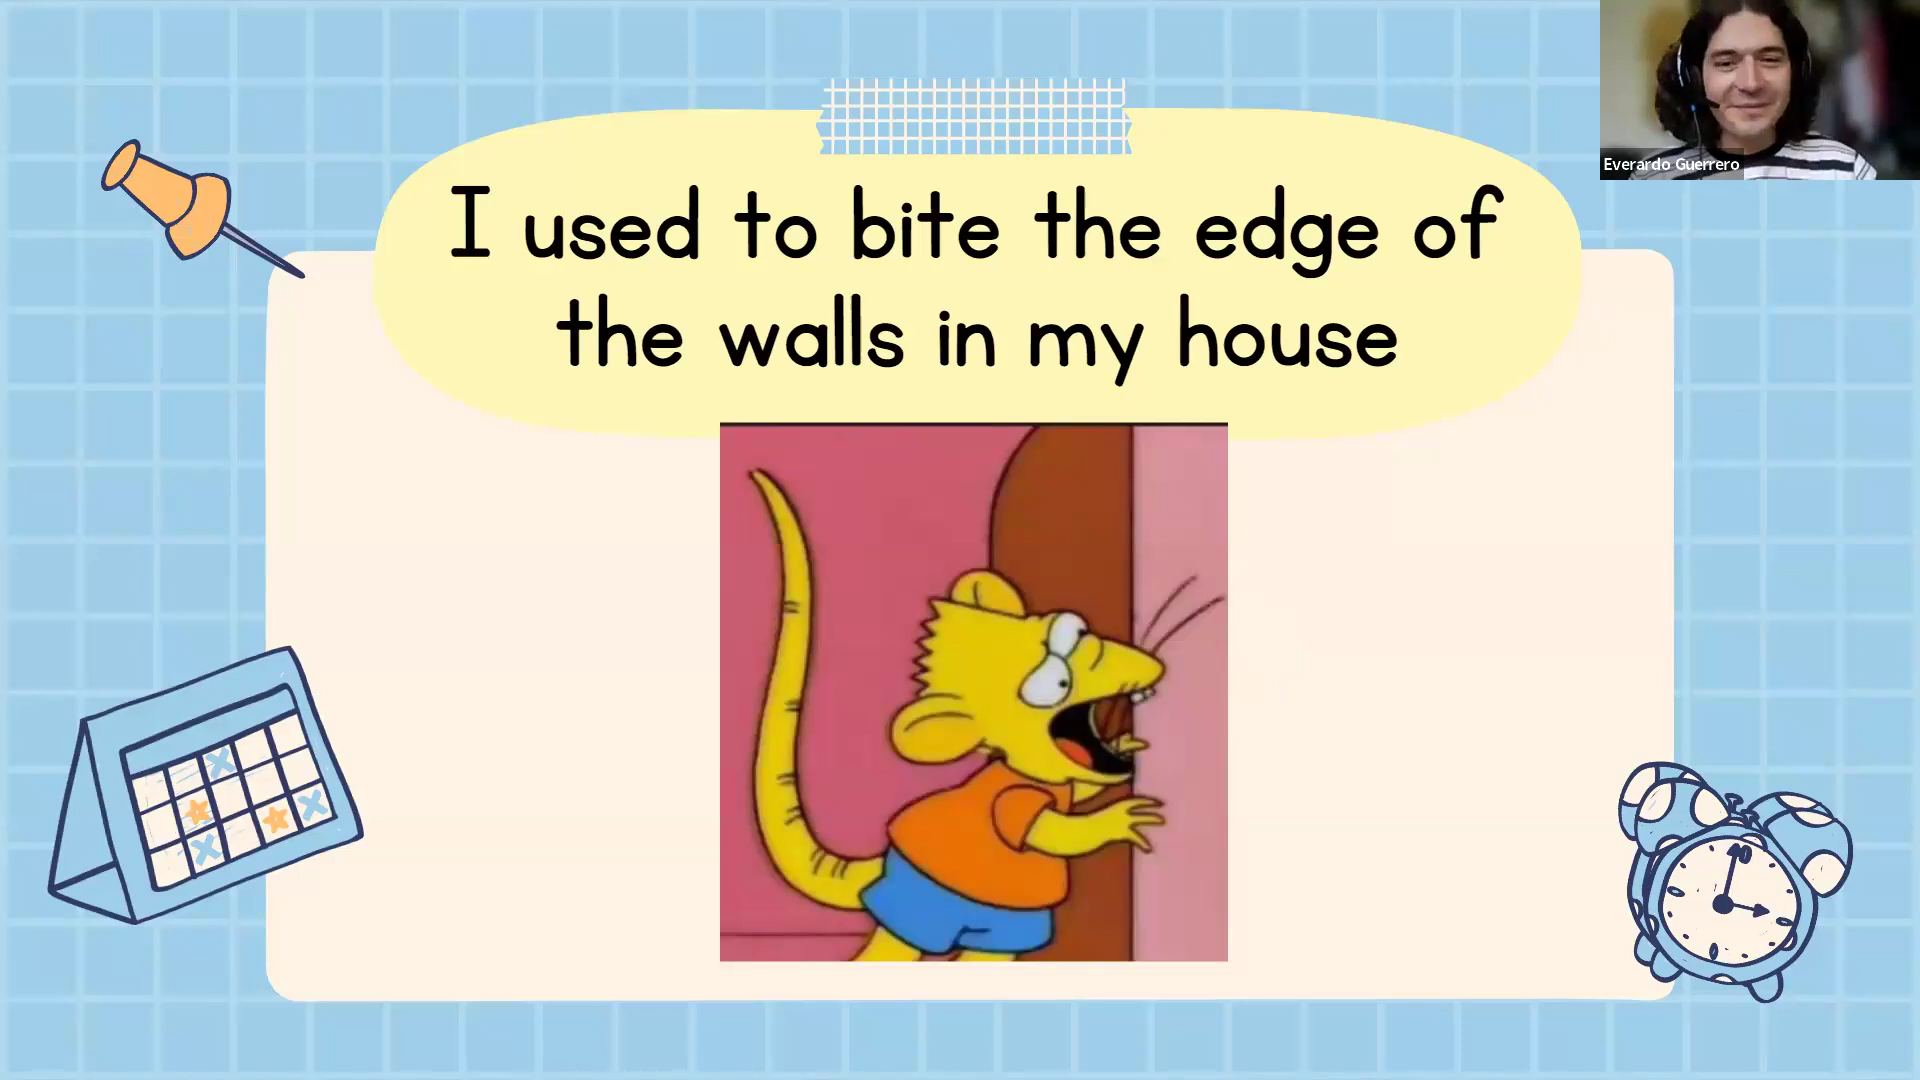 I used to bite the edge of
the walls in my house
Everardo Guerrero